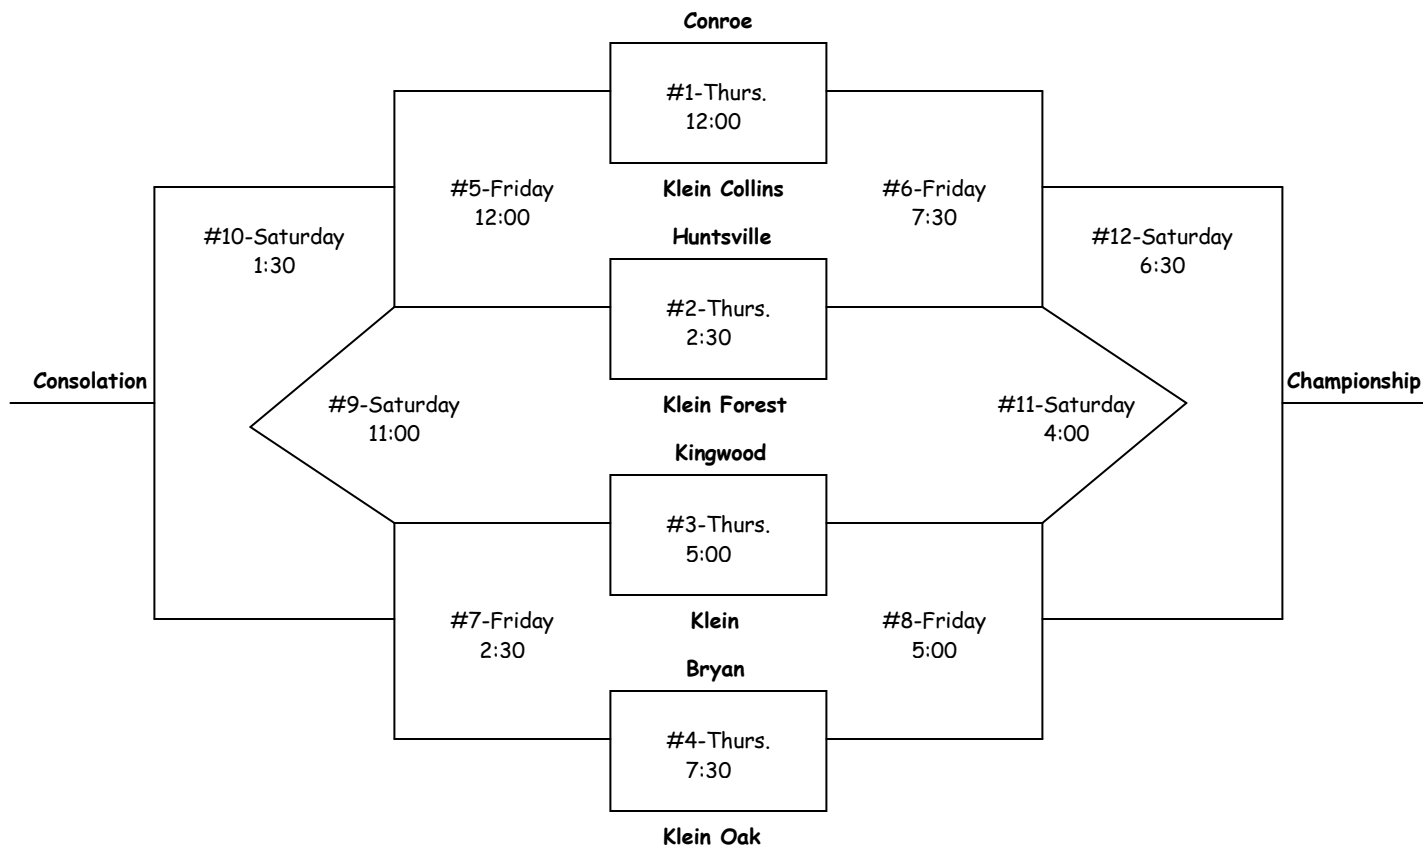 Conroe
#1-Thurs.
12:00
#5-Friday
12:00
Klein Collins
#6-Friday
7:30
#10-Saturday
1:30
Huntsville
#12-Saturday
6:30
#2-Thurs.
2:30
Consolation
Championship
#9-Saturday
11:00
Klein Forest
#11-Saturday
4:00
Kingwood
#3-Thurs.
5:00
#7-Friday
2:30
Klein
#8-Friday
5:00
Bryan
#4-Thurs.
7:30
Klein Oak